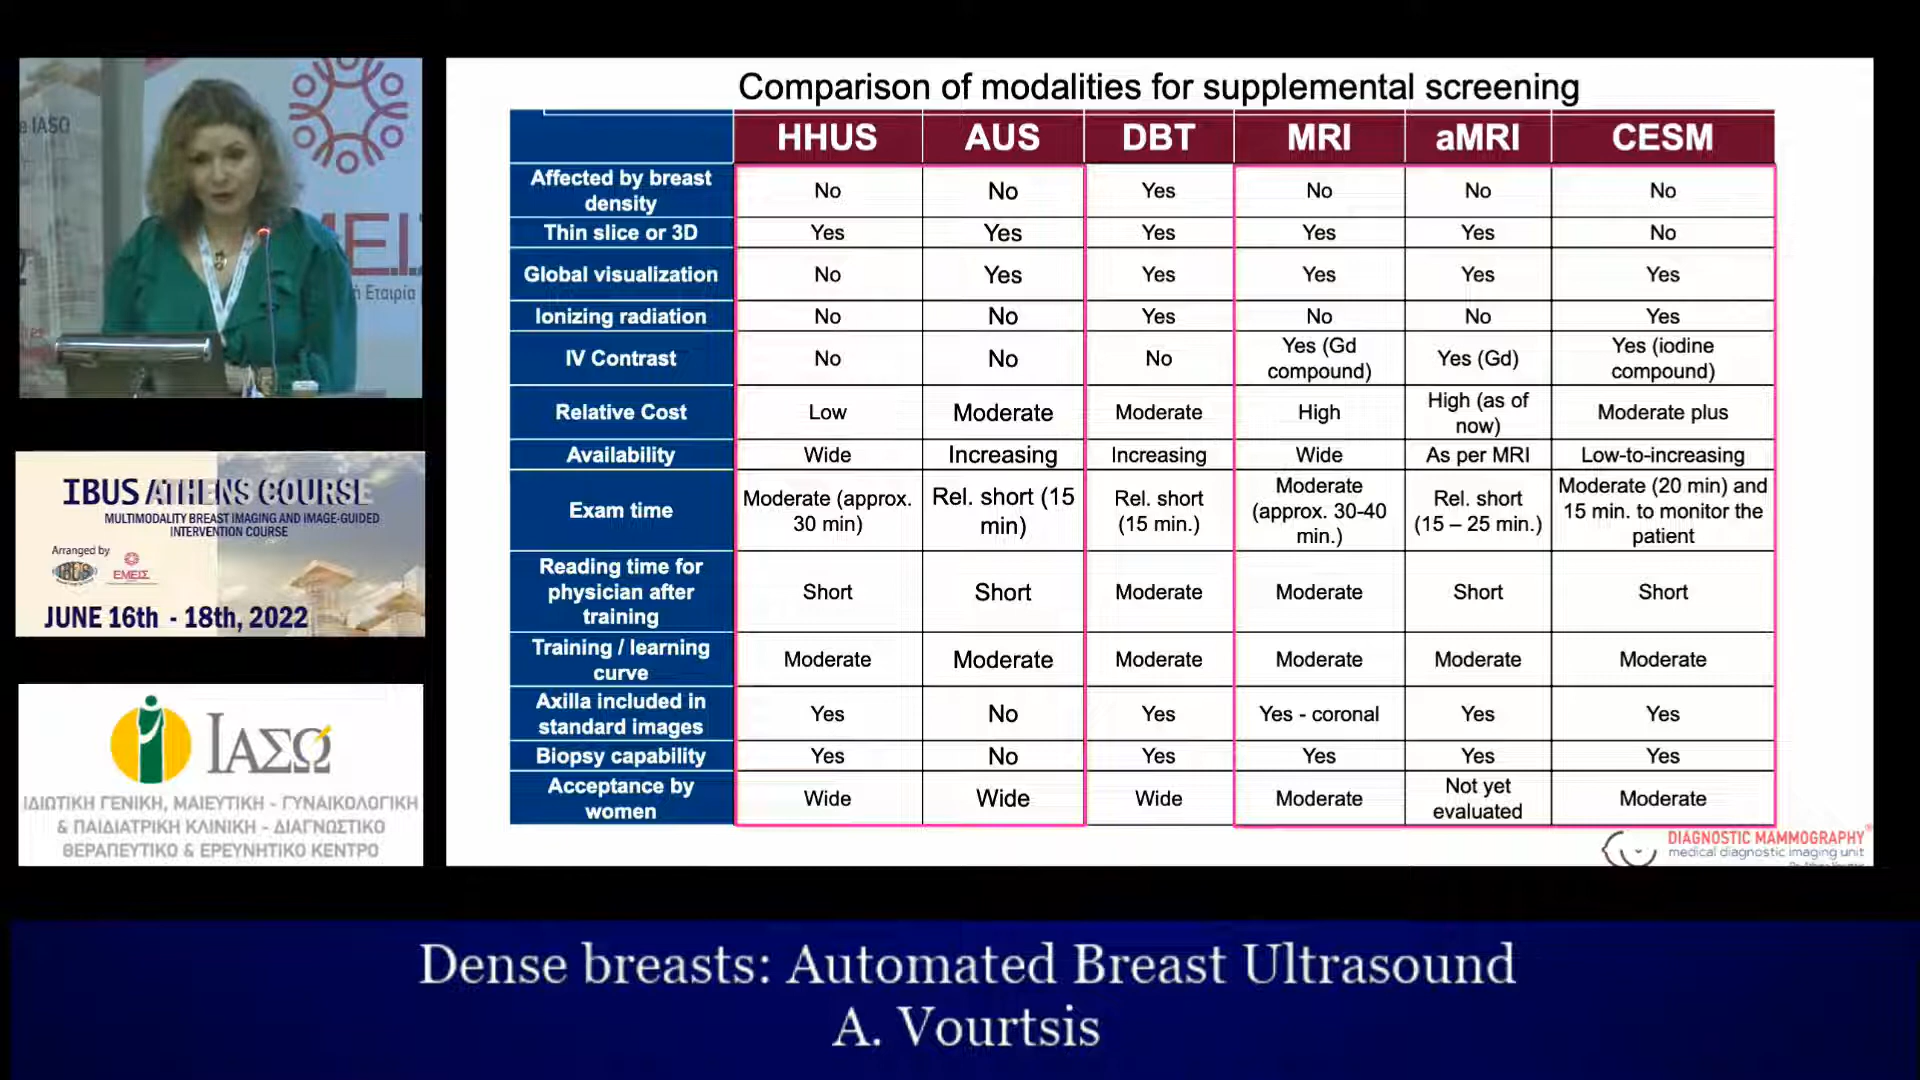 e IASΩ
EMEIΣ
ή Εταιρία
IBUS ATHENS COURSE
MULTIMODALITY BREAST IMAGING AND IMAGE-GUIDED
INTERVENTION COURSE
Arranged by
IBUS
ΕΜΕΙΣ
JUNE 16th - 18th, 2022
ΙΑΣΩ
ΙΔΙΩΤΙΚΗ ΓΕΝΙΚΗ, ΜΑΙΕΥΤΙΚΗ - ΓΥΝΑΙΚΟΛΟΓΙΚΗ
& ΠΑΙΔΙΑΤΡΙΚΗ ΚΛΙΝΙΚΗ - ΔΙΑΓΝΩΣΤΙΚΟ
ΘΕΡΑΠΕΥΤΙΚΟ & ΕΡΕΥΝΗΤΙΚΟ ΚΕΝΤΡΟ
Comparison of modalities for supplemental screening
HHUS AUS DBT MRI aMRI CESM
Affected by breast density No No Yes No No No
Thin slice or 3D Yes Yes Yes Yes Yes No
Global visualization No Yes Yes Yes Yes Yes
Ionizing radiation No No Yes No No Yes
IV Contrast No No No Yes (Gd compound) Yes (Gd) Yes (iodine compound)
Relative Cost Low Moderate Moderate High High (as of now) Moderate plus
Availability Wide Increasing Increasing Wide As per MRI Low-to-increasing
Exam time Moderate (approx. 30 min) Rel. short (15 min) Rel. short (15 min.) Moderate (approx. 30-40 min.) Rel. short (15 – 25 min.) Moderate (20 min) and 15 min. to monitor the patient
Reading time for physician after training Short Short Moderate Moderate Short Short
Training / learning curve Moderate Moderate Moderate Moderate Moderate Moderate
Axilla included in standard images Yes No Yes Yes - coronal Yes Yes
Biopsy capability Yes No Yes Yes Yes Yes
Acceptance by women Wide Wide Wide Moderate Not yet evaluated Moderate
DIAGNOSTIC MAMMOGRAPHY®
medical diagnostic imaging unit
Dense breasts: Automated Breast Ultrasound
A. Vourtsis